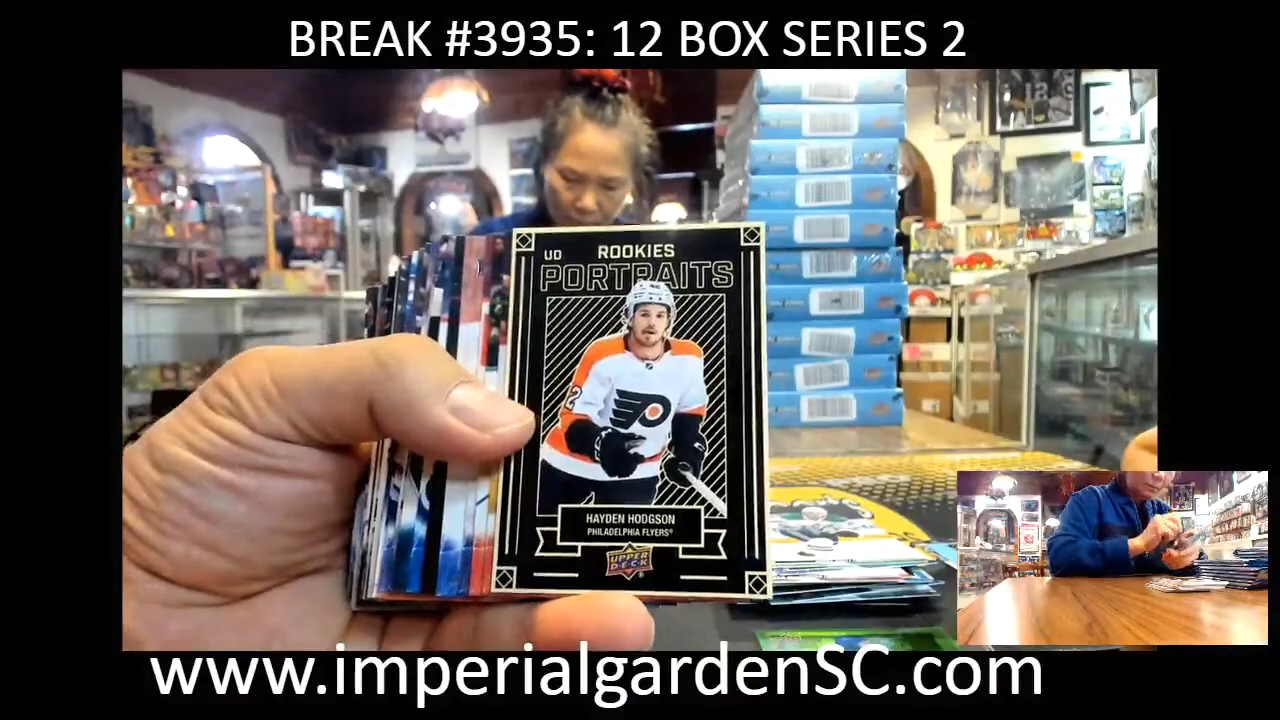 BREAK #3935: 12 BOX SERIES 2
UD
ROOKIES
PORTRAITS
HAYDEN HODGSON
PHILADELPHIA FLYERS®
UPPER
DECK
www.imperialgardenSC.com